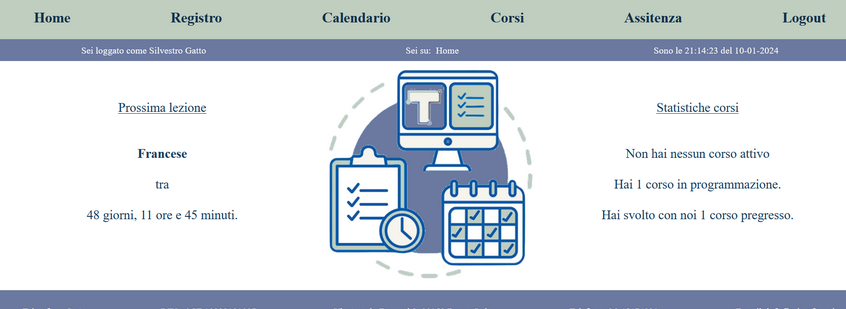 Home Registro Calendario Corsi Assitenza Logout
Sei loggato come Silvestro Gatto Sei su: Home Sono le 21:14:23 del 10-01-2024
Prossima lezione
Francese
tra
48 giorni, 11 ore e 45 minuti.
T
Statistiche corsi
Non hai nessun corso attivo
Hai 1 corso in programmazione.
Hai svolto con noi 1 corso pregresso.